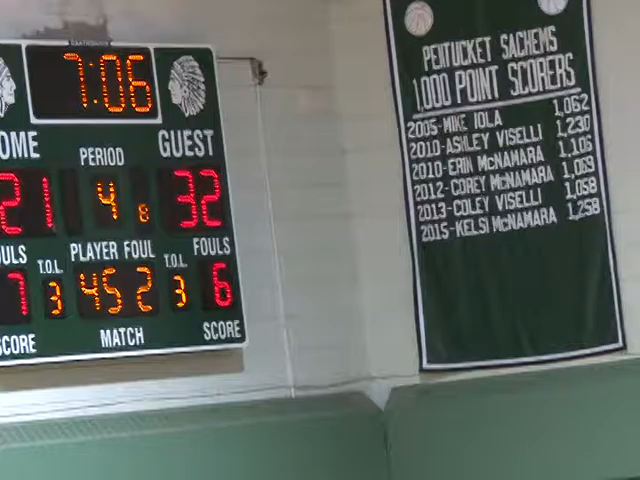 7:06
OME GUEST
PERIOD
21 4 8 32
ULS PLAYER FOUL FOULS
T.O.L. T.O.L.
7 3 45 2 3 6
SCORE MATCH SCORE
PENTUCKET SACHEMS
1,000 POINT SCORERS
2005-MIKE IOLA 1,062
2010-ASHLEY VISELLI 1,230
2010-ERIN McNAMARA 1,105
2012-COREY McNAMARA 1,059
2013-COLEY VISELLI 1,058
2015-KELSI McNAMARA 1,258